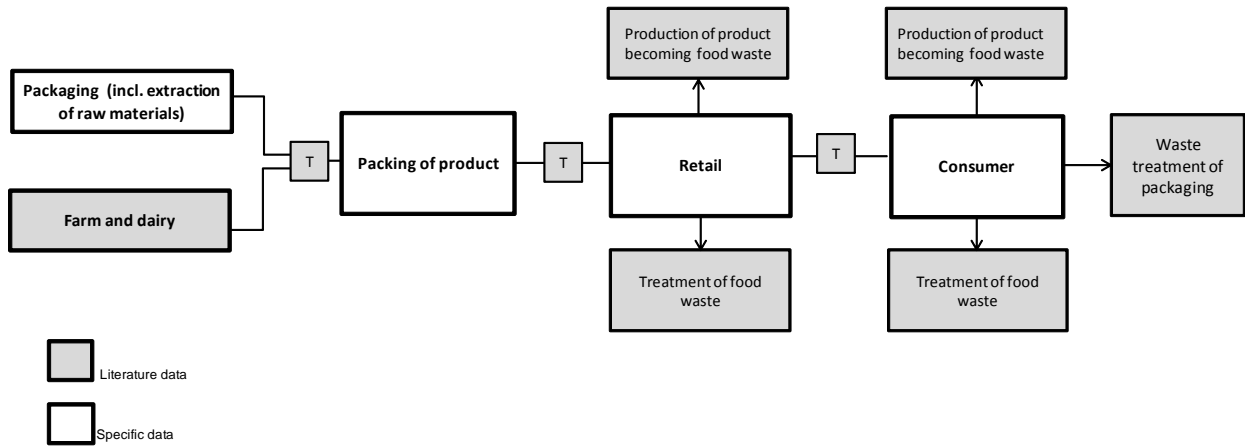 Production of product
becoming food waste
Production of product
becoming food waste
Packaging (incl. extraction
of raw materials)
T
Packing of product
T
Retail
T
Consumer
Waste
treatment of
packaging
Farm and dairy
Treatment of food
waste
Treatment of food
waste
Literature data
Specific data